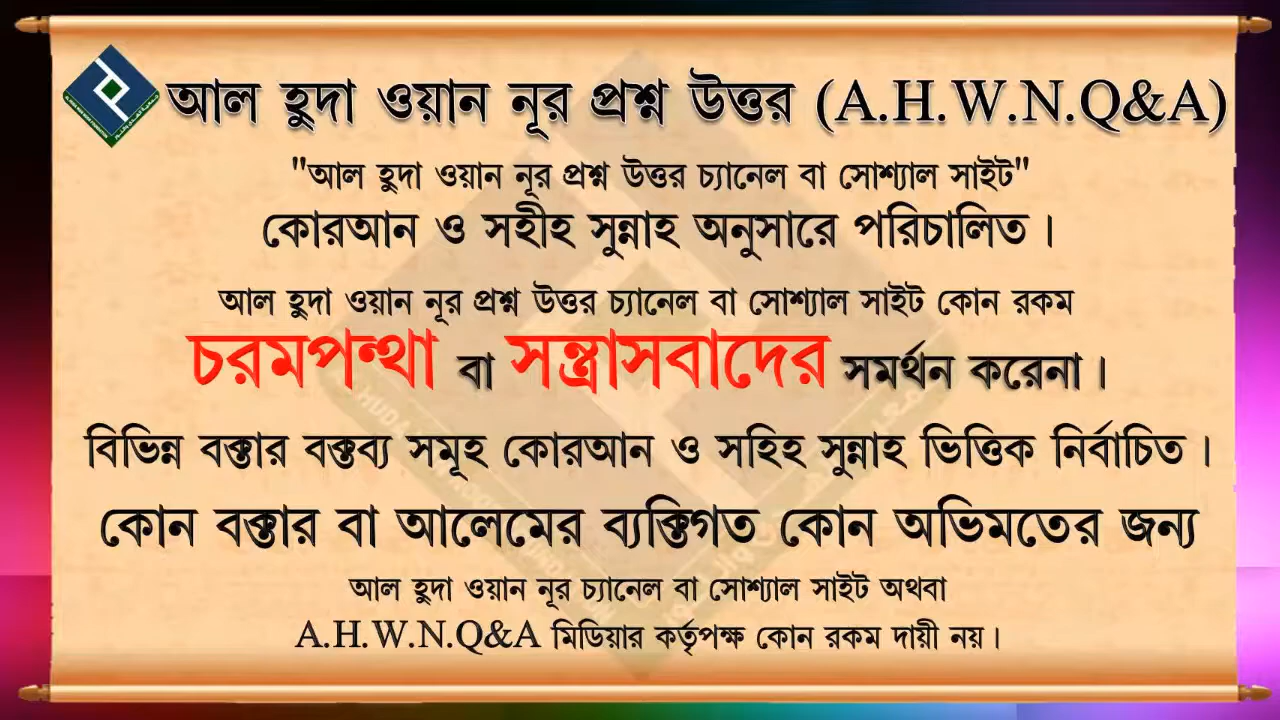 আল হুদা ওয়ান নূর প্রশ্ন উত্তর (A.H.W.N.Q&A)
"আল হুদা ওয়ান নূর প্রশ্ন উত্তর চ্যানেল বা সোশ্যাল সাইট"
কোরআন ও সহীহ সুন্নাহ অনুসারে পরিচালিত।
আল হুদা ওয়ান নূর প্রশ্ন উত্তর চ্যানেল বা সোশ্যাল সাইট কোন রকম
চরমপন্থা বা সন্ত্রাসবাদের সমর্থন করেনা।
বিভিন্ন বক্তার বক্তব্য সমূহ কোরআন ও সহিহ সুন্নাহ ভিত্তিক নির্বাচিত।
কোন বক্তার বা আলেমের ব্যক্তিগত কোন অভিমতের জন্য
আল হুদা ওয়ান নূর চ্যানেল বা সোশ্যাল সাইট অথবা
A.H.W.N.Q&A মিডিয়ার কর্তৃপক্ষ কোন রকম দায়ী নয়।